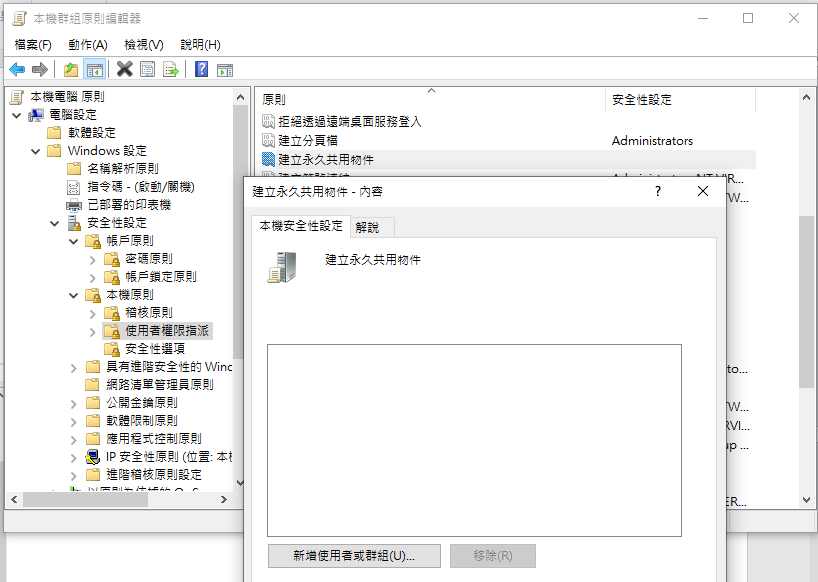 本機群組原則編輯器
檔案(F) 動作(A) 檢視(V) 說明(H)
本機電腦 原則
電腦設定
軟體設定
Windows 設定
名稱解析原則
指令碼 - (啟動/關機)
已部署的印表機
安全性設定
帳戶原則
密碼原則
帳戶鎖定原則
本機原則
稽核原則
使用者權限指派
安全性選項
具有進階安全性的 Winc
網路清單管理員原則
公開金鑰原則
軟體限制原則
應用程式控制原則
IP 安全性原則 (位置: 本機
進階稽核原則設定
原則 安全性設定
拒絕透過遠端桌面服務登入
建立分頁檔 Administrators
建立永久共用物件
建立永久共用物件 - 內容
本機安全性設定 解說
建立永久共用物件
新增使用者或群組(U)...
移除(R)
to...
TW...
RVI...
up ...
ER...